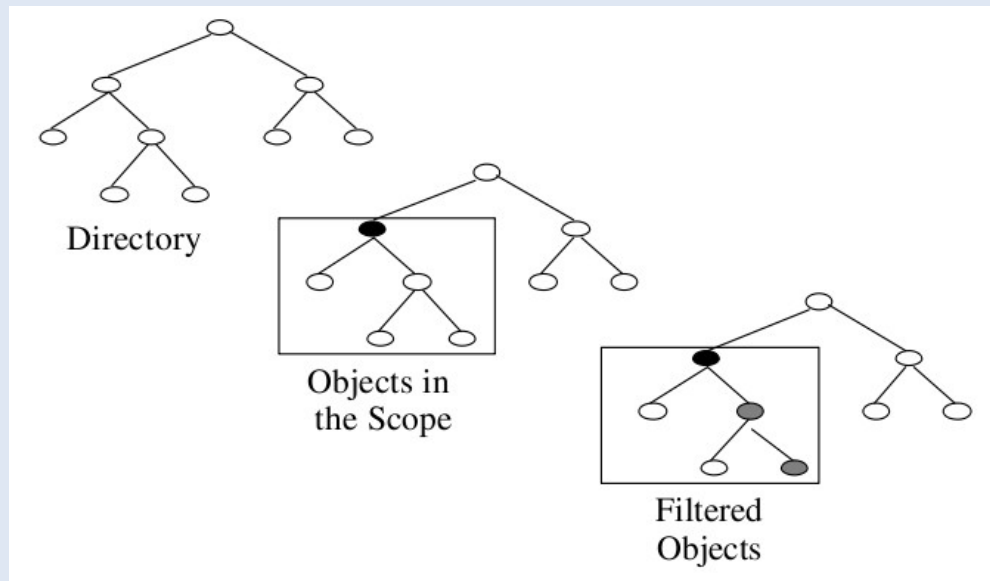 Directory
Objects in
the Scope
Filtered
Objects